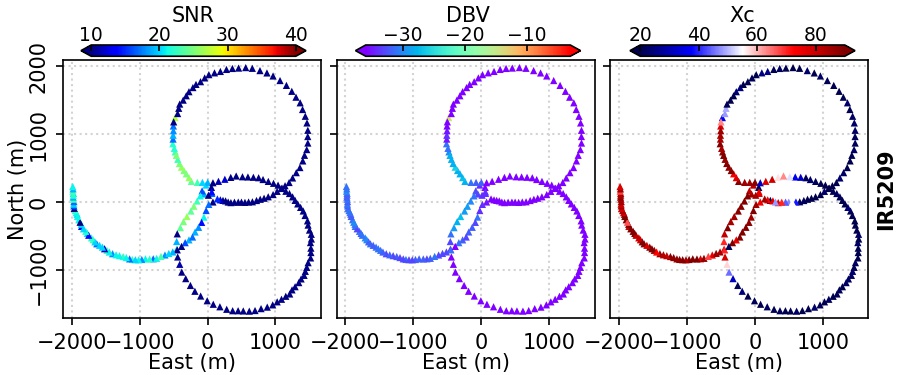 SNR DBV Xc
10 20 30 40 −30 −20 −10 20 40 60 80
2000
1000
0
−1000
North (m)
−2000 −1000 0 1000 −2000 −1000 0 1000 −2000 −1000 0 1000
East (m) East (m) East (m)
IR5209